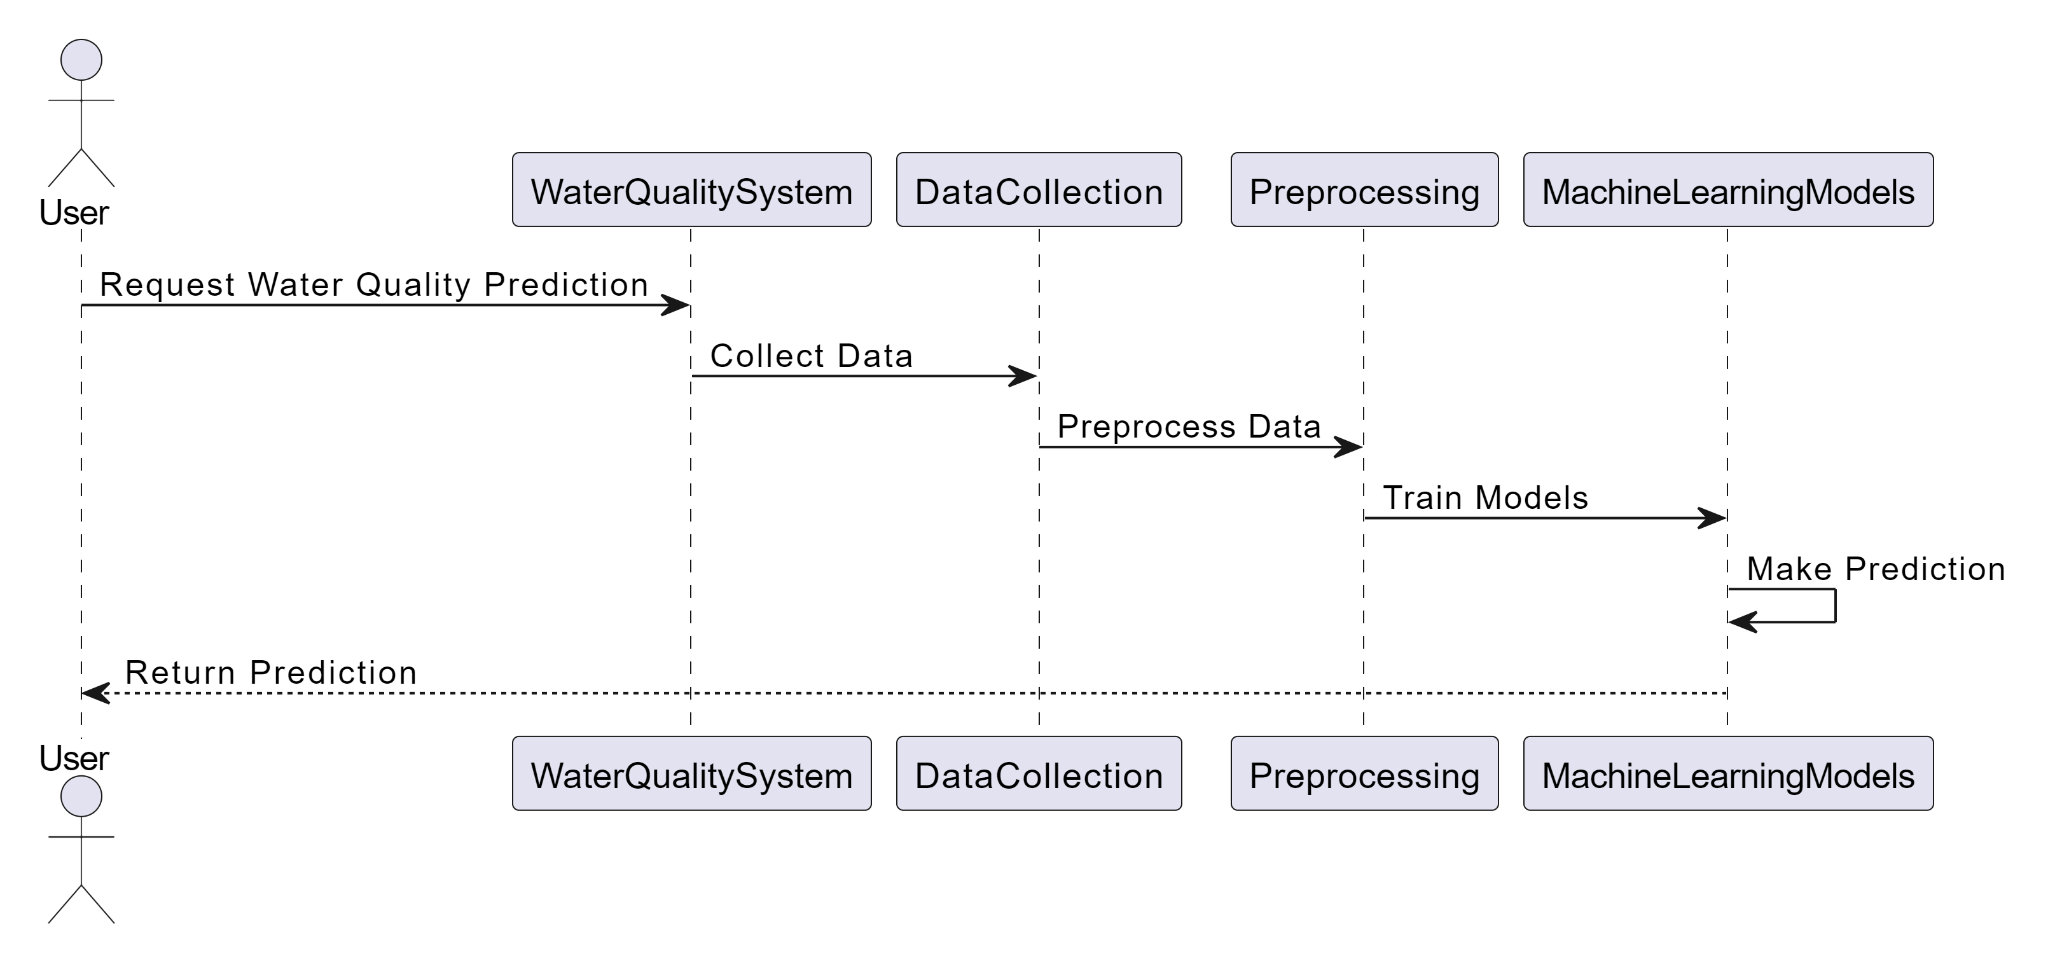 User
WaterQualitySystem
DataCollection
Preprocessing
MachineLearningModels
Request Water Quality Prediction
Collect Data
Preprocess Data
Train Models
Make Prediction
Return Prediction
User
WaterQualitySystem
DataCollection
Preprocessing
MachineLearningModels